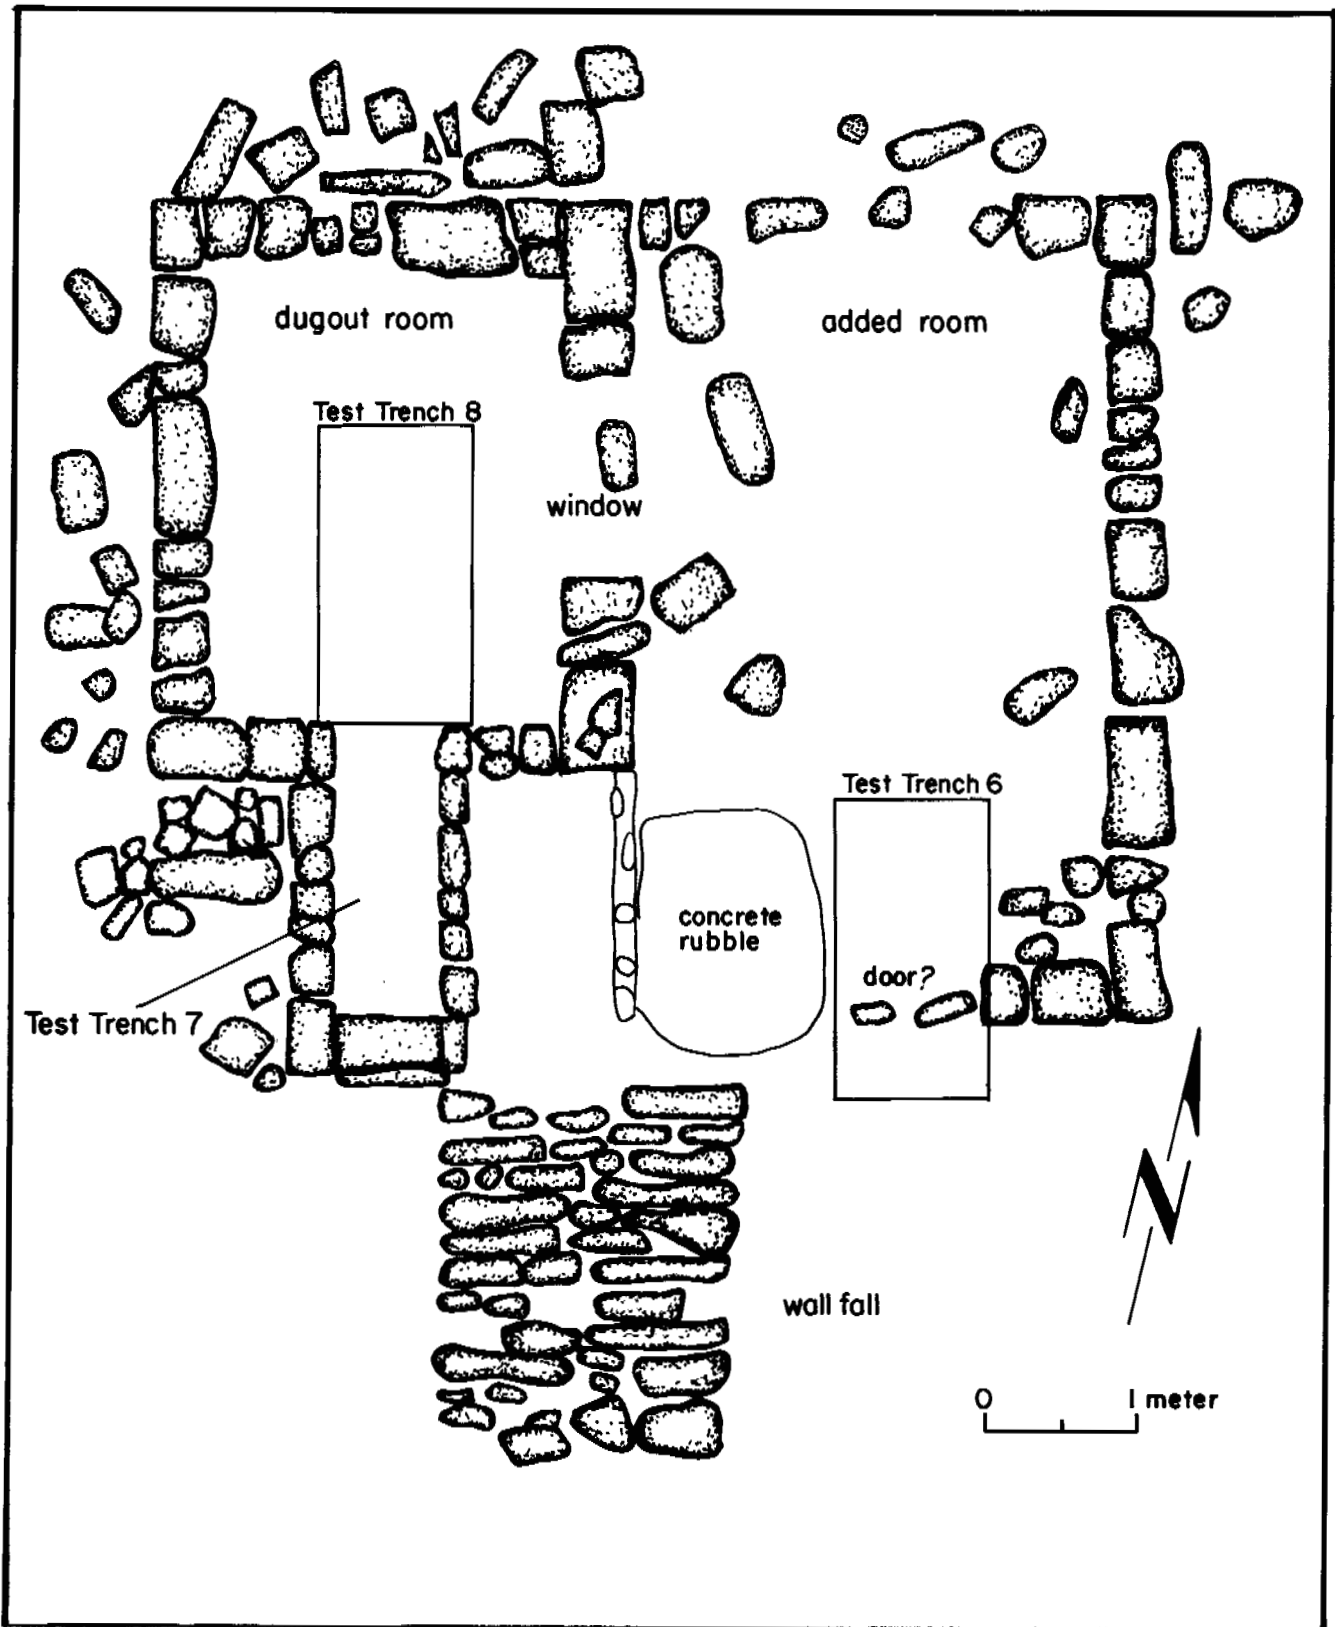 dugout room
added room
Test Trench 8
window
Test Trench 6
concrete
rubble
door?
Test Trench 7
N
wall fall
0 1 meter